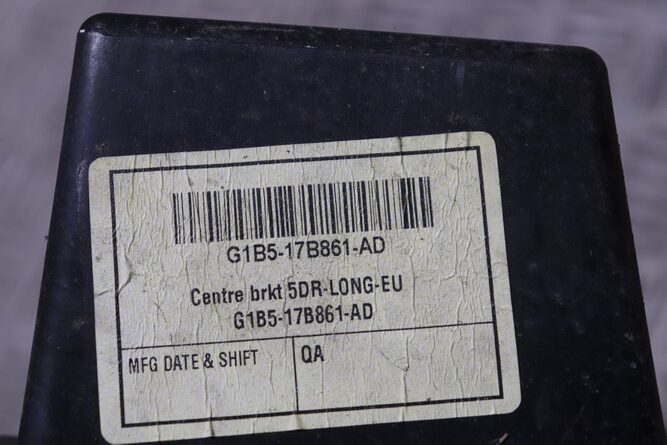 G1B5-17B861-AD
Centre brkt 5DR-LONG-EU
G1B5-17B861-AD
MFG DATE & SHIFT
QA